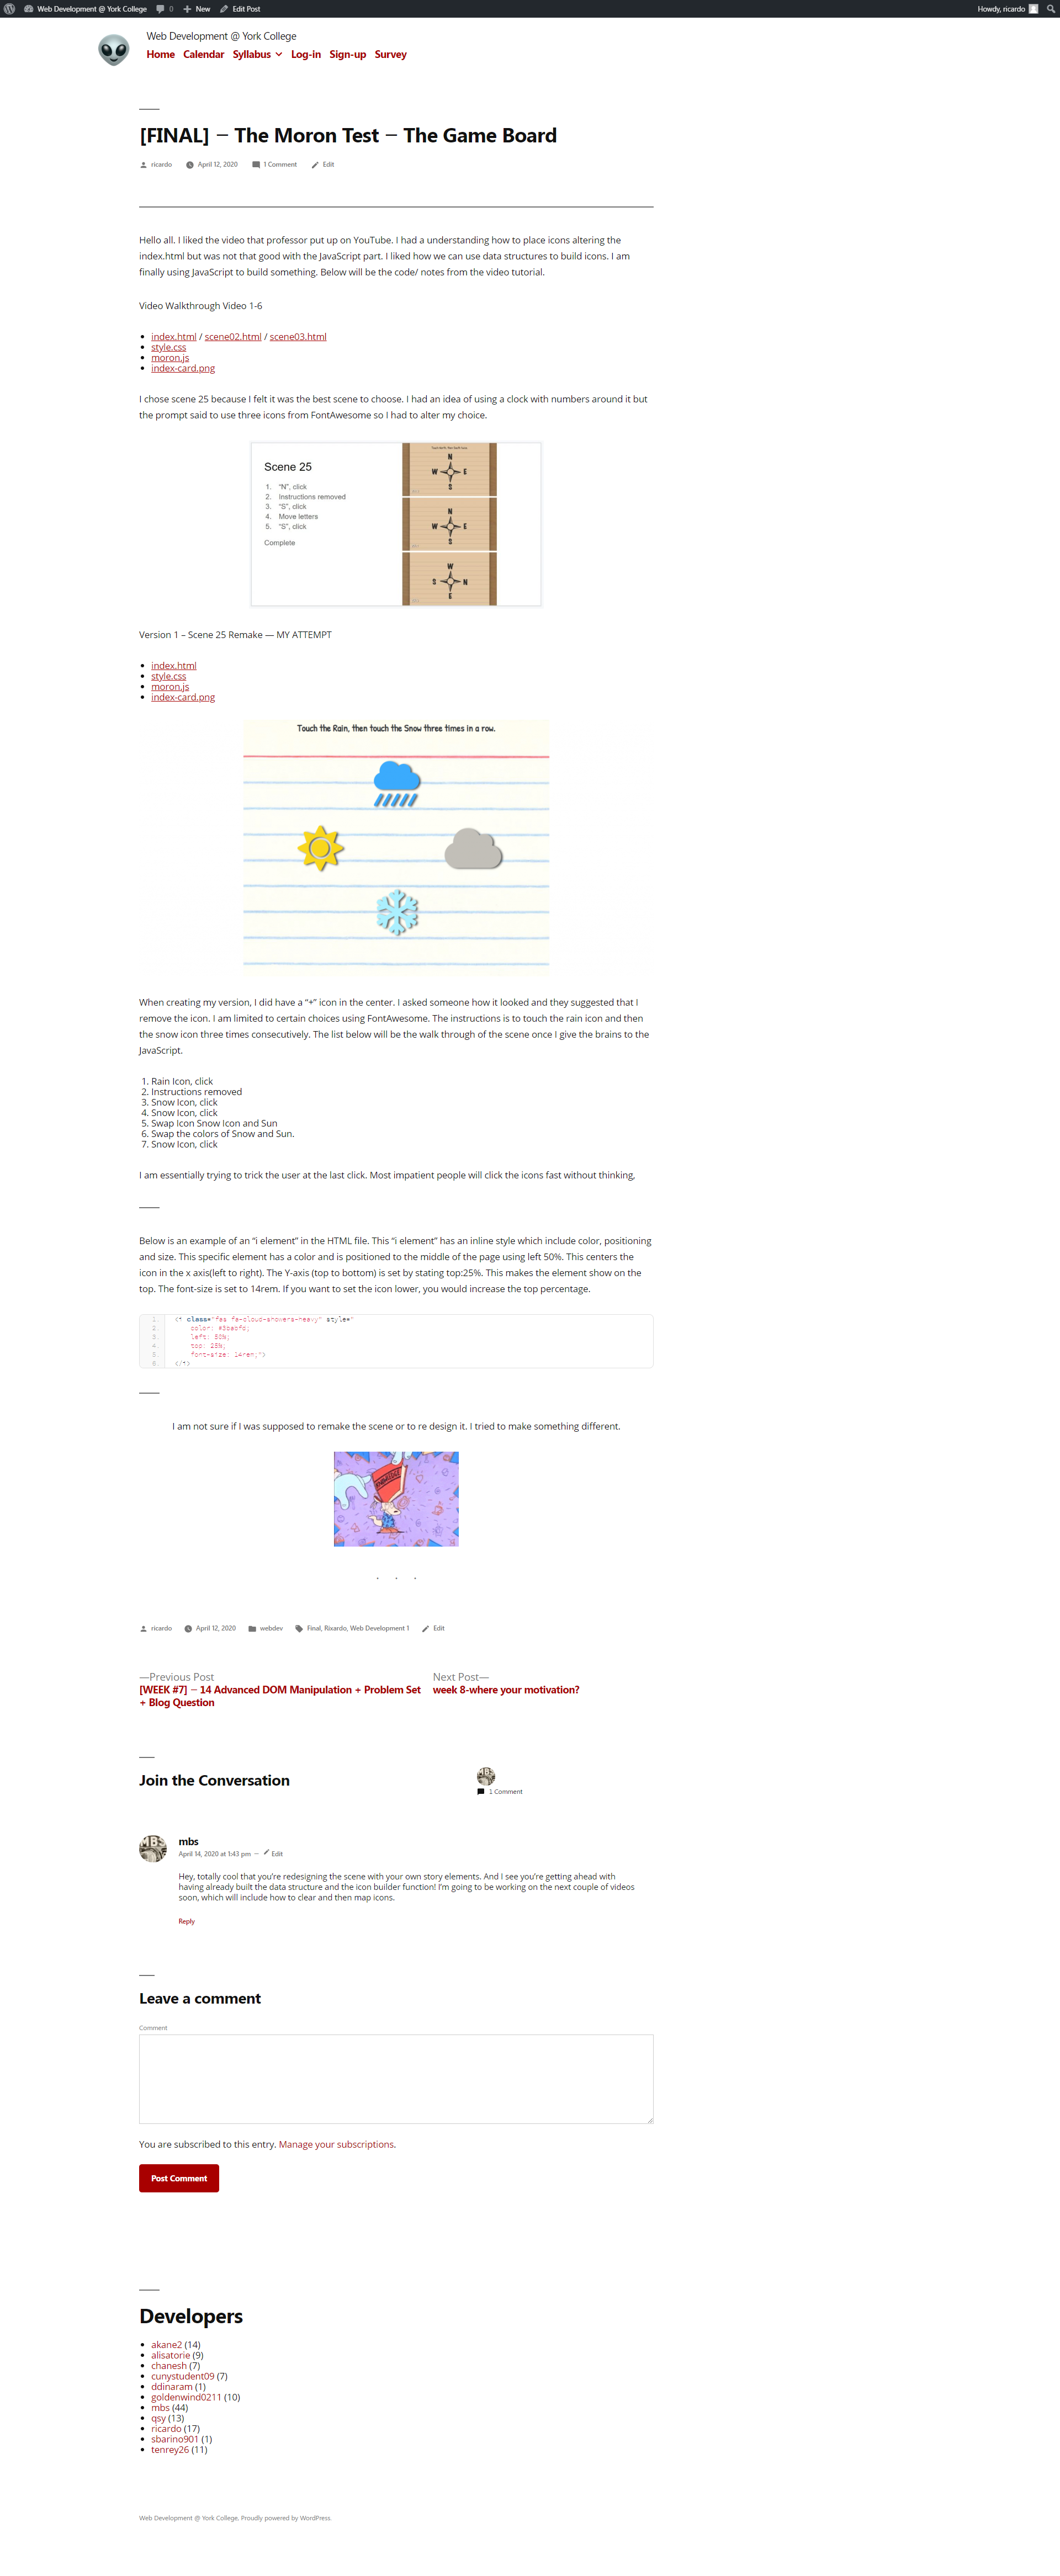 Web Development @ York College 0 New Edit Post Howdy, ricardo
Web Development @ York College
Home Calendar Syllabus Log-in Sign-up Survey
[FINAL] – The Moron Test – The Game Board
ricardo April 12, 2020 1 Comment Edit
Hello all. I liked the video that professor put up on YouTube. I had a understanding how to place icons altering the
index.html but was not that good with the JavaScript part. I liked how we can use data structures to build icons. I am
finally using JavaScript to build something. Below will be the code/ notes from the video tutorial.
Video Walkthrough Video 1-6
index.html / scene02.html / scene03.html
style.css
moron.js
index-card.png
I chose scene 25 because I felt it was the best scene to choose. I had an idea of using a clock with numbers around it but
the prompt said to use three icons from FontAwesome so I had to alter my choice.
Scene 25
1. "N", click
2. Instructions removed
3. "S", click
4. Move letters
5. "S", click
Complete
N
W E
S
N
W E
S
W
S N
E
Version 1 – Scene 25 Remake — MY ATTEMPT
index.html
style.css
moron.js
index-card.png
Touch the Rain, then touch the Snow three times in a row.
When creating my version, I did have a “+” icon in the center. I asked someone how it looked and they suggested that I
remove the icon. I am limited to certain choices using FontAwesome. The instructions is to touch the rain icon and then
the snow icon three times consecutively. The list below will be the walk through of the scene once I give the brains to the
JavaScript.
1. Rain Icon, click
2. Instructions removed
3. Snow Icon, click
4. Snow Icon, click
5. Swap Icon Snow Icon and Sun
6. Swap the colors of Snow and Sun.
7. Snow Icon, click
I am essentially trying to trick the user at the last click. Most impatient people will click the icons fast without thinking,
Below is an example of an “i element” in the HTML file. This “i element” has an inline style which include color, positioning
and size. This specific element has a color and is positioned to the middle of the page using left 50%. This centers the
icon in the x axis(left to right). The Y-axis (top to bottom) is set by stating top:25%. This makes the element show on the
top. The font-size is set to 14rem. If you want to set the icon lower, you would increase the top percentage.
1. <i class="fas fa-cloud-showers-heavy" style="
2. color: #3baafd;
3. left: 50%;
4. top: 25%;
5. font-size: 14rem;">
6. </i>
I am not sure if I was supposed to remake the scene or to re design it. I tried to make something different.
. . .
ricardo April 12, 2020 webdev Final, Rixardo, Web Development 1 Edit
—Previous Post Next Post—
[WEEK #7] – 14 Advanced DOM Manipulation + Problem Set week 8-where your motivation?
+ Blog Question
Join the Conversation
1 Comment
mbs
April 14, 2020 at 1:43 pm – Edit
Hey, totally cool that you’re redesigning the scene with your own story elements. And I see you’re getting ahead with
having already built the data structure and the icon builder function! I’m going to be working on the next couple of videos
soon, which will include how to clear and then map icons.
Reply
Leave a comment
Comment
You are subscribed to this entry. Manage your subscriptions.
Post Comment
Developers
akane2 (14)
alisatorie (9)
chanesh (7)
cunystudent09 (7)
ddinaram (1)
goldenwind0211 (10)
mbs (44)
qsy (13)
ricardo (17)
sbarino901 (1)
tenrey26 (11)
Web Development @ York College, Proudly powered by WordPress.